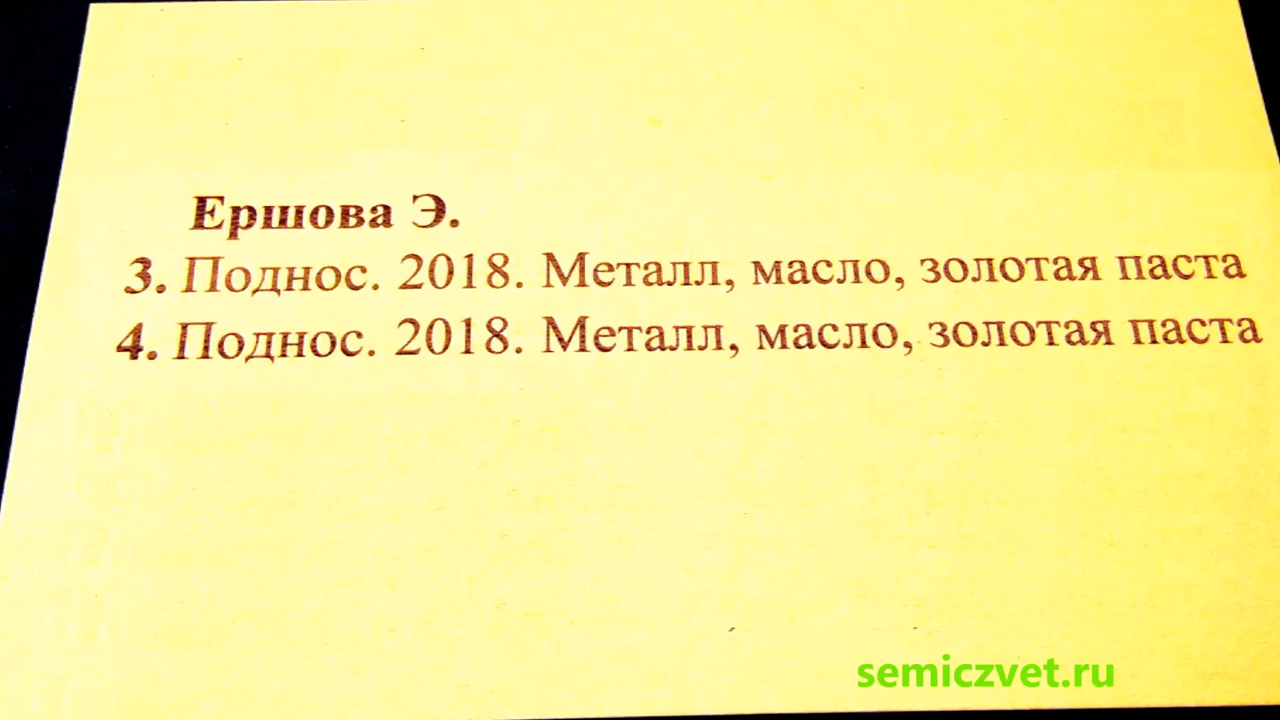 Ершова Э.
3. Поднос. 2018. Металл, масло, золотая паста
4. Поднос. 2018. Металл, масло, золотая паста
semiczvet.ru